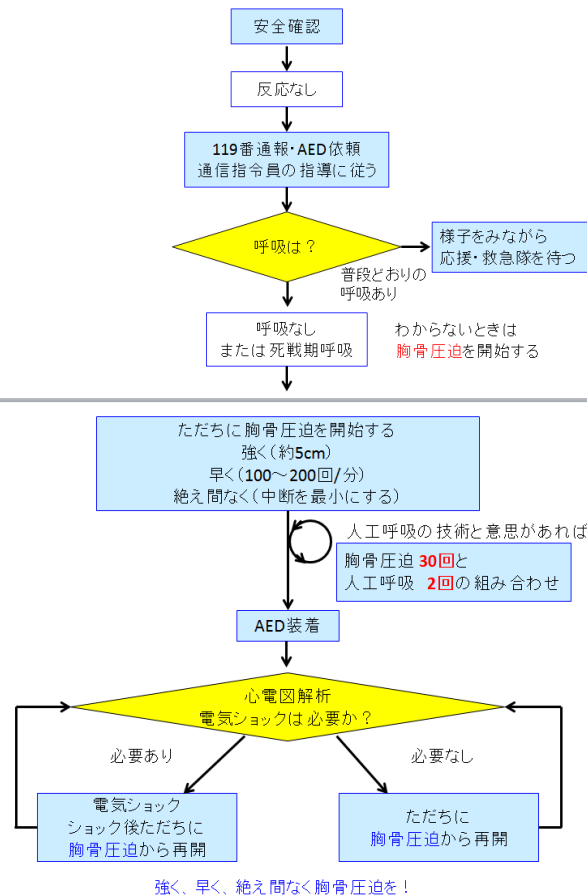 安全確認
反応なし
119番通報・AED依頼
通信指令員の指導に従う
呼吸は？
様子をみながら
応援・救急隊を待つ
普段どおりの
呼吸あり
呼吸なし
または死戦期呼吸
わからないときは
胸骨圧迫を開始する
ただちに胸骨圧迫を開始する
強く（約5cm）
早く（100～200回/分）
絶え間なく（中断を最小にする）
人工呼吸の技術と意思があれば
胸骨圧迫 30回と
人工呼吸 2回の組み合わせ
AED装着
心電図解析
電気ショックは必要か？
必要あり
必要なし
電気ショック
ショック後ただちに
胸骨圧迫から再開
ただちに
胸骨圧迫から再開
強く、早く、絶え間なく胸骨圧迫を！